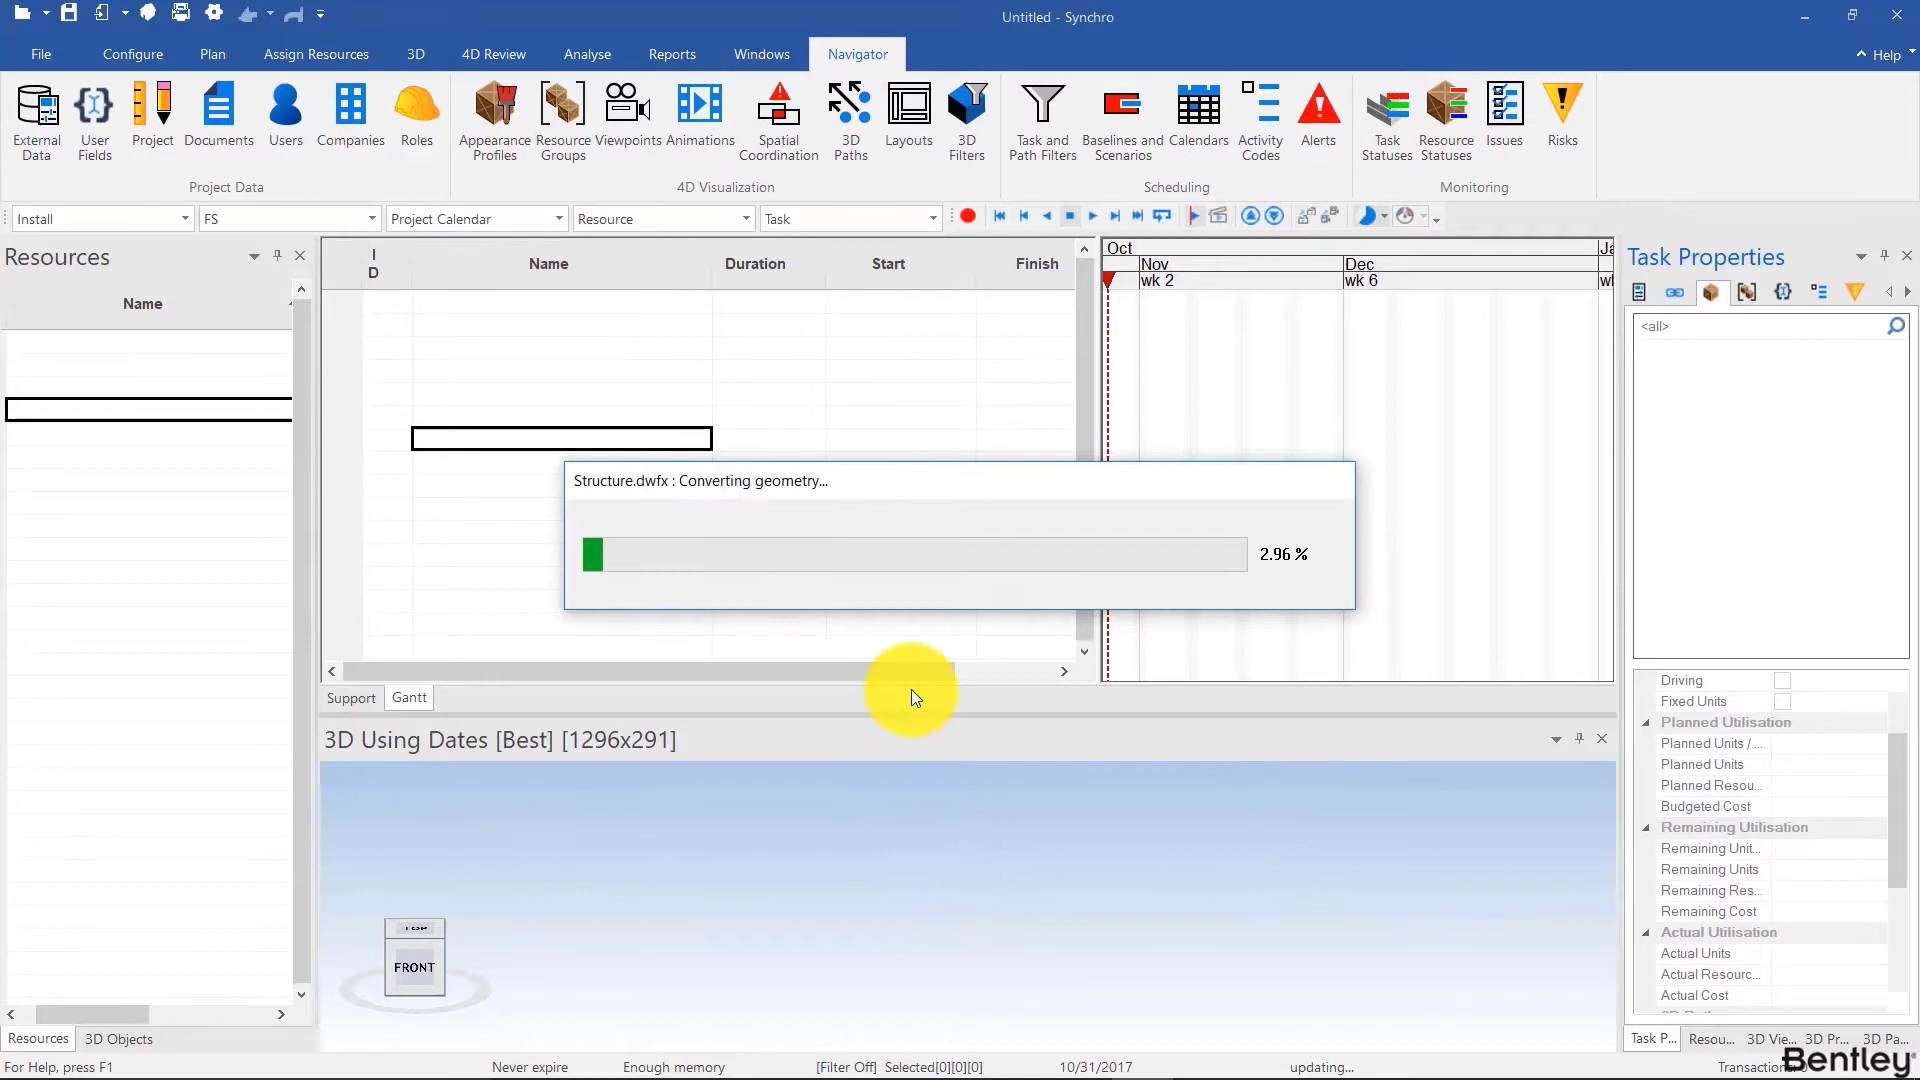 Untitled - Synchro
File Configure Plan Assign Resources 3D 4D Review Analyse Reports Windows Navigator Help
External Data
User Fields
Project
Documents
Users
Companies
Roles
Appearance Profiles
Resource Groups
Viewpoints
Animations
Spatial Coordination
3D Paths
Layouts
3D Filters
Task and Path Filters
Baselines and Scenarios
Calendars
Activity Codes
Alerts
Task Statuses
Resource Statuses
Issues
Risks
Project Data 4D Visualization Scheduling Monitoring
Install FS Project Calendar Resource Task
Resources
Name
ID Name Duration Start Finish
Oct
Nov Dec
wk 2 wk 6
Task Properties
<all>
Structure.dwfx : Converting geometry...
2.96 %
Support Gantt
3D Using Dates [Best] [1296x291]
TOP
FRONT
Driving
Fixed Units
Planned Utilisation
Planned Units / ...
Planned Units
Planned Resou...
Budgeted Cost
Remaining Utilisation
Remaining Unit...
Remaining Units
Remaining Res...
Remaining Cost
Actual Utilisation
Actual Units
Actual Resourc...
Actual Cost
Resources 3D Objects
Task P... Resou... 3D Vie... 3D Pr... 3D Pa...
For Help, press F1 Never expire Enough memory [Filter Off] Selected[0][0][0] 10/31/2017 updating...
Bentley